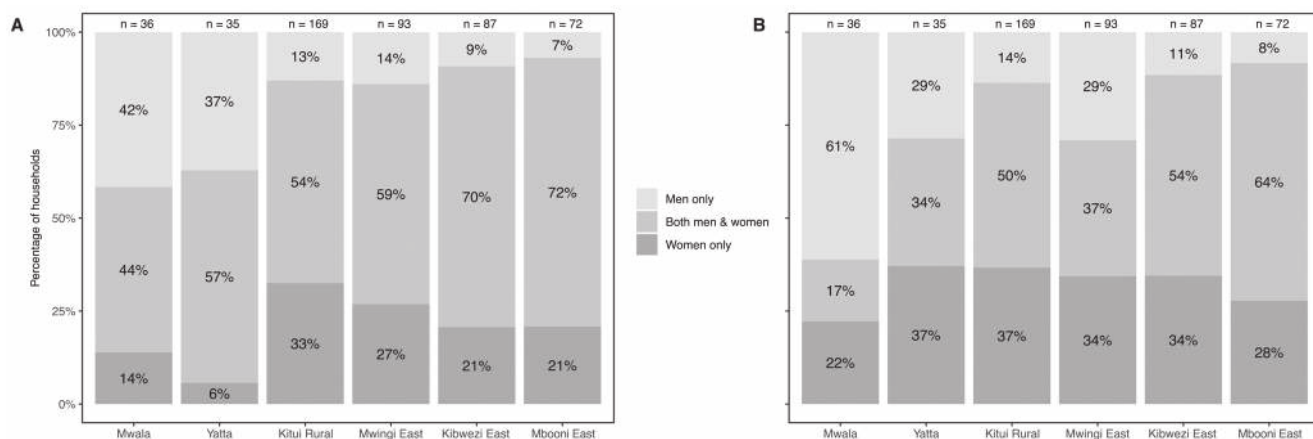 A
n = 36 n = 35 n = 169 n = 93 n = 87 n = 72
100%
75%
50%
25%
0%
Percentage of households
42% 37% 13% 14% 9% 7%
44% 57% 54% 59% 70% 72%
14% 6% 33% 27% 21% 21%
Mwala Yatta Kitui Rural Mwingi East Kibwezi East Mbooni East
Men only
Both men & women
Women only
B
n = 36 n = 35 n = 169 n = 93 n = 87 n = 72
61% 29% 14% 29% 11% 8%
17% 34% 50% 37% 54% 64%
22% 37% 37% 34% 34% 28%
Mwala Yatta Kitui Rural Mwingi East Kibwezi East Mbooni East